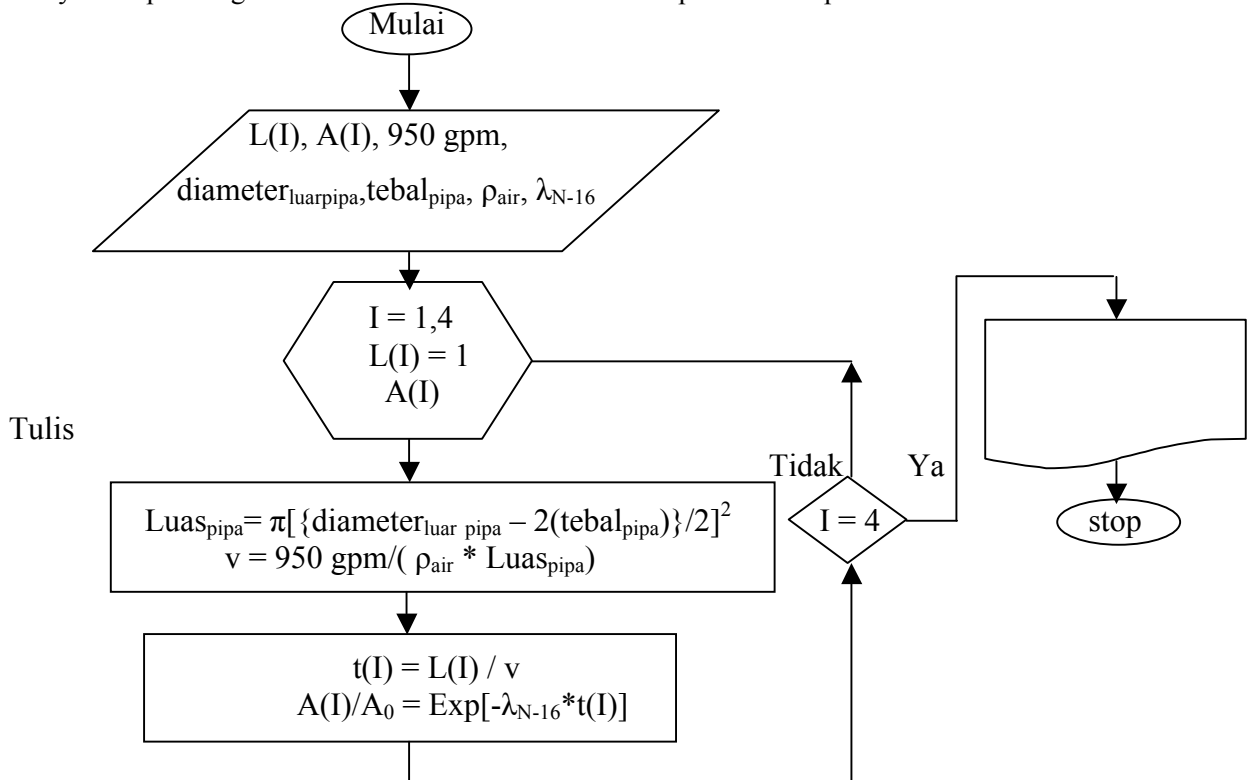 Mulai
L(I), A(I), 950 gpm,
diameterluarpipa,tebalpipa, ρair, λN-16
I = 1,4
L(I) = 1
A(I)
Tulis
Tidak
Ya
Luaspipa= π[{diameterluar pipa – 2(tebalpipa)}/2]²
v = 950 gpm/( ρair * Luaspipa)
I = 4
stop
t(I) = L(I) / v
A(I)/A₀ = Exp[-λN-16*t(I)]